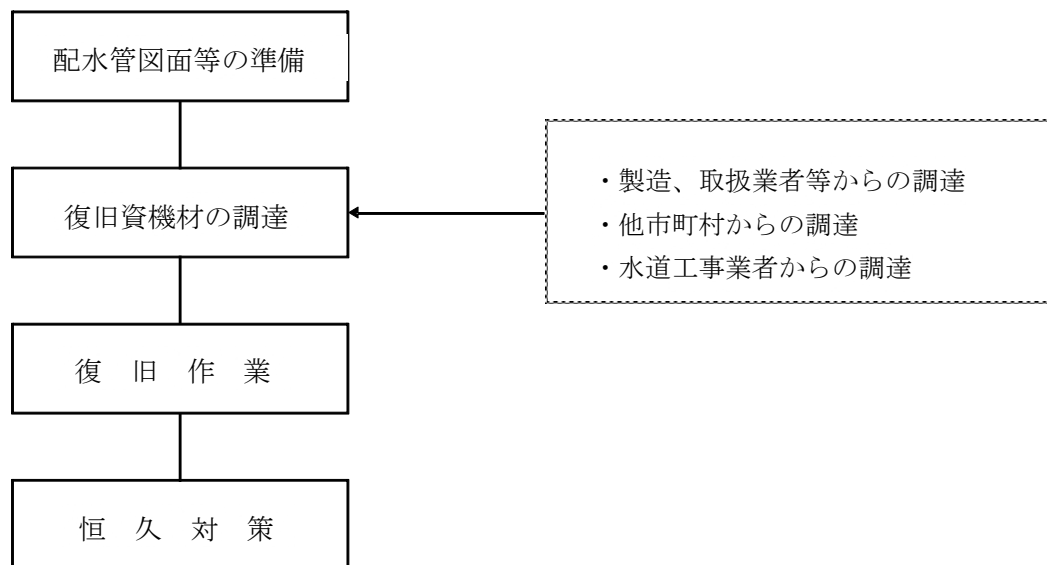 配水管図面等の準備
復旧資機材の調達
・製造、取扱業者等からの調達
・他市町村からの調達
・水道工事業者からの調達
復 旧 作 業
恒 久 対 策